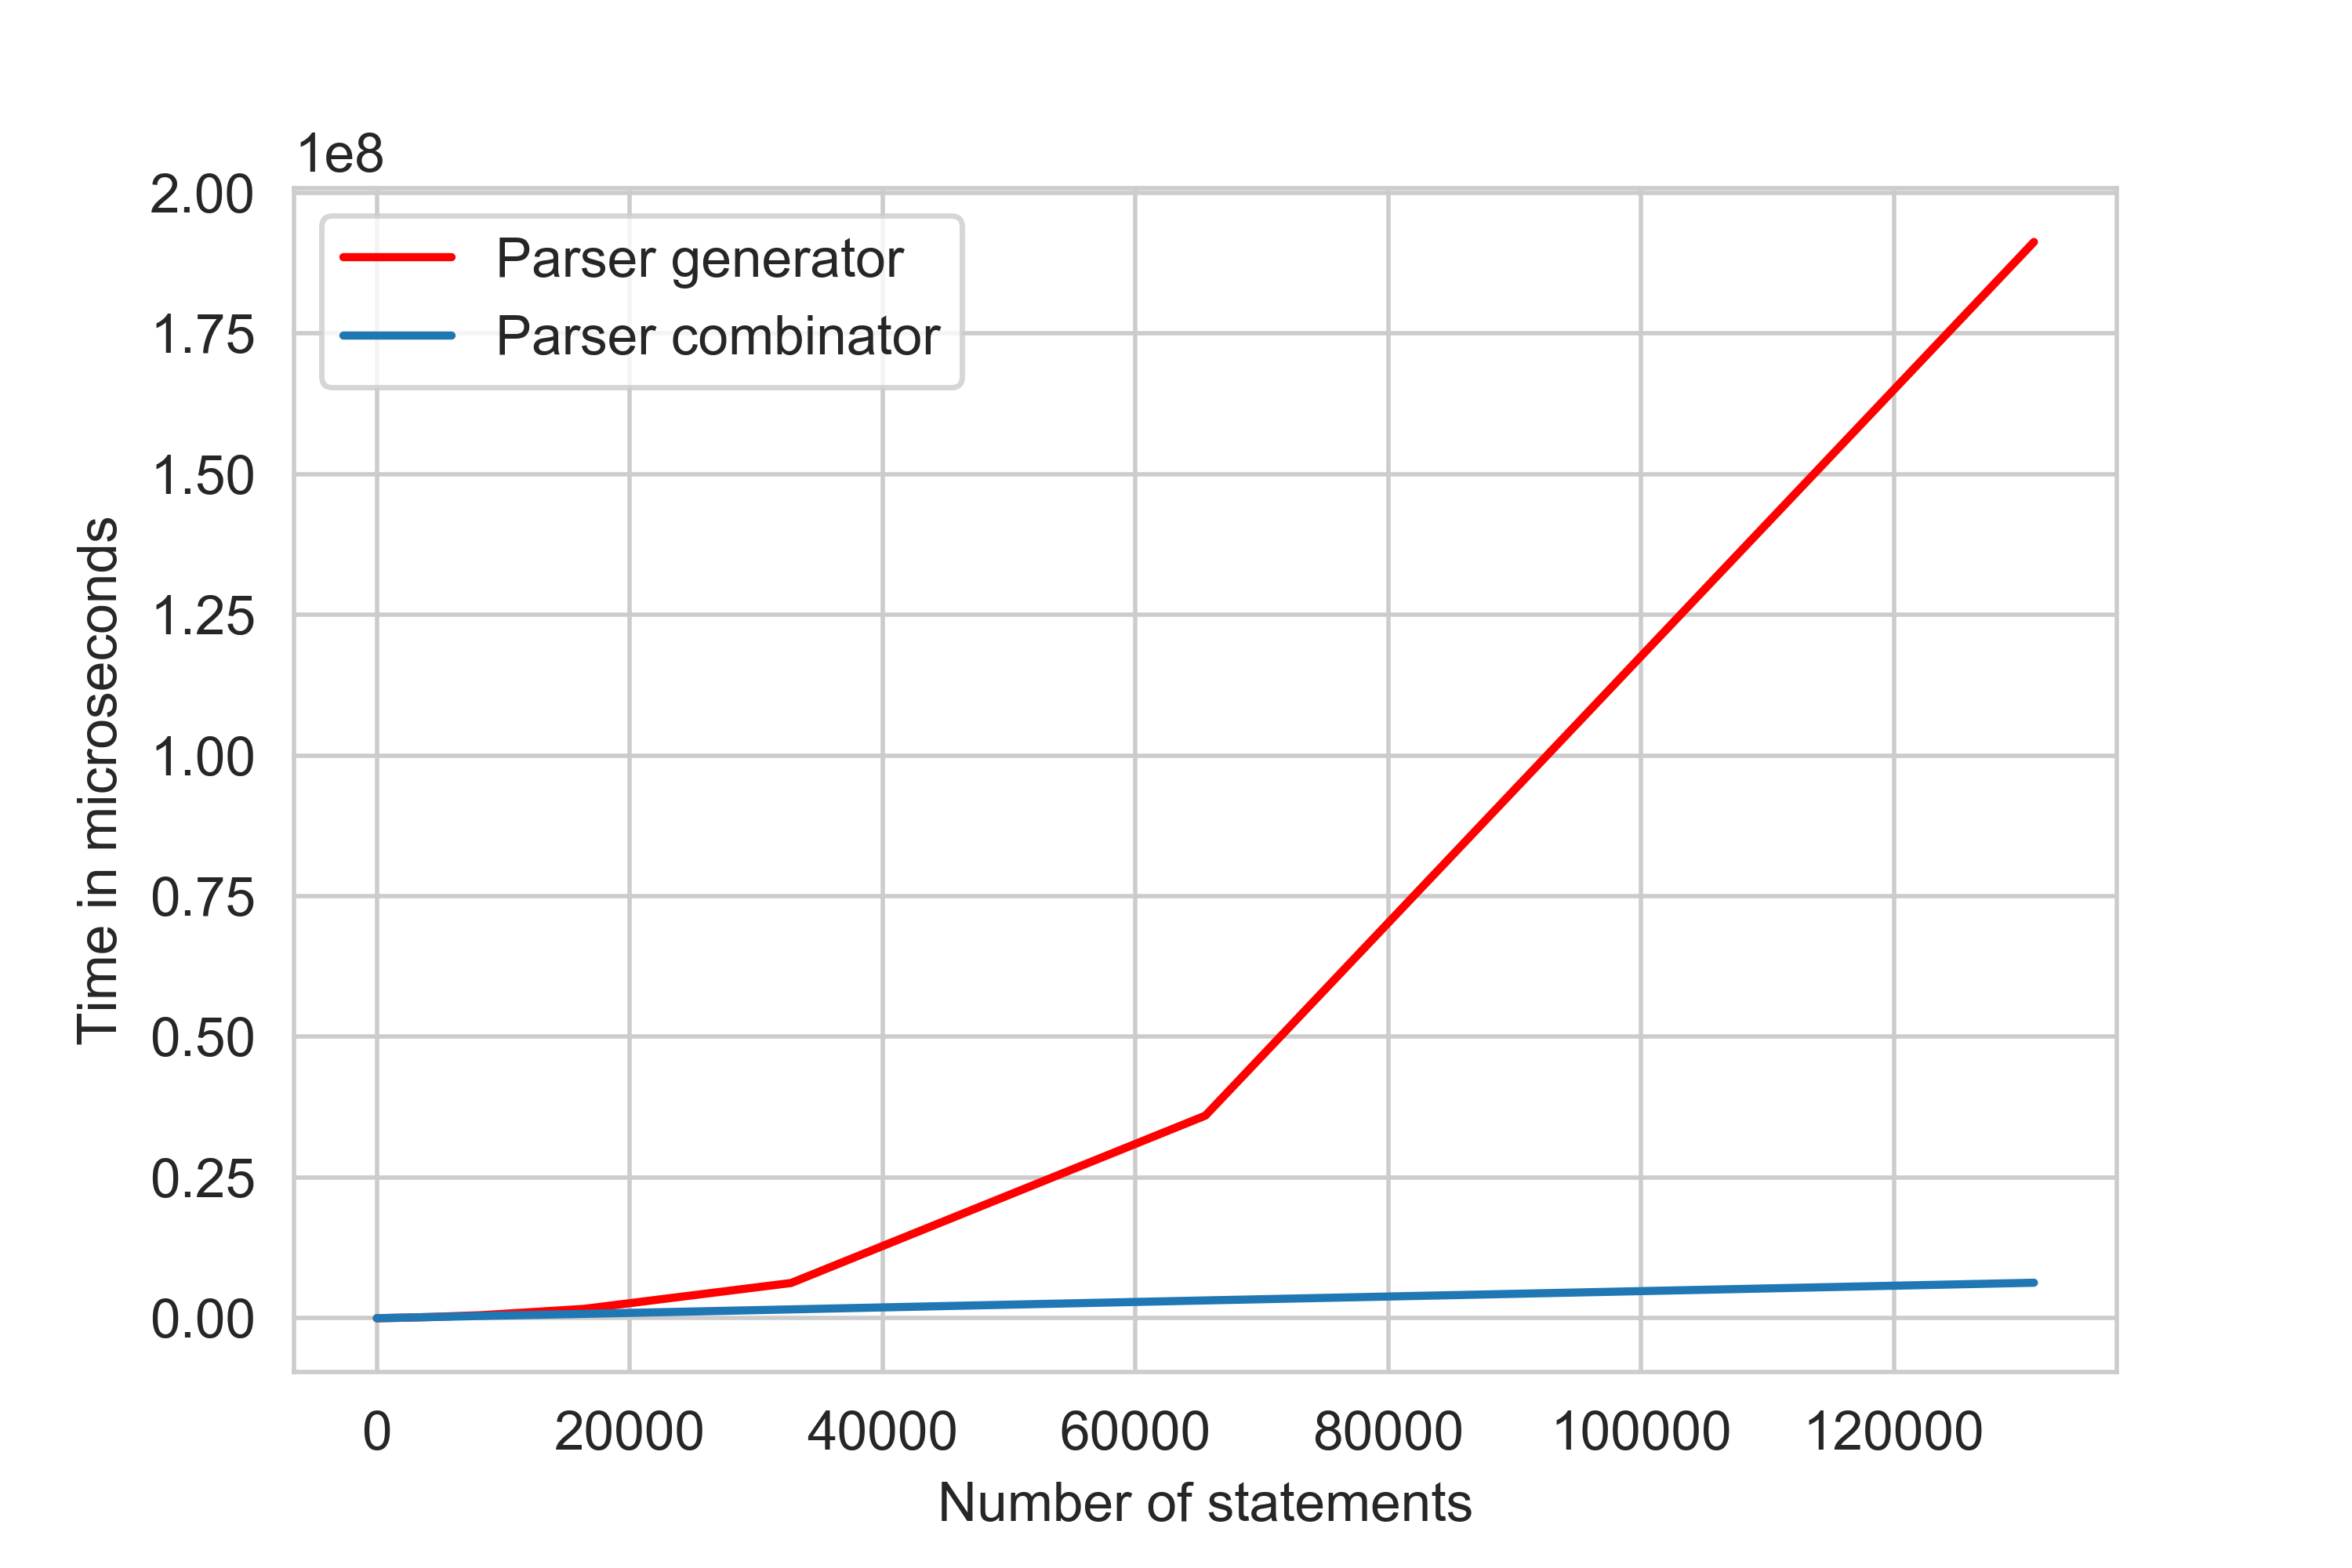 1e8
2.00
1.75
1.50
1.25
1.00
0.75
0.50
0.25
0.00
Time in microseconds
Parser generator
Parser combinator
0 20000 40000 60000 80000 100000 120000
Number of statements